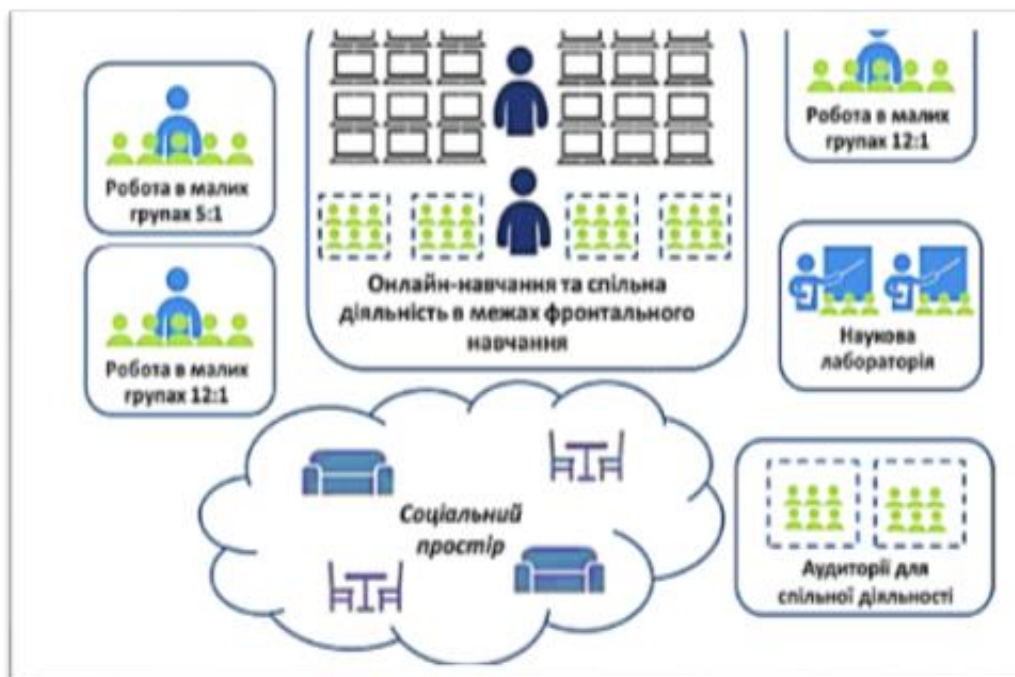 Робота в малих
групах 5:1
Робота в малих
групах 12:1
Онлайн-навчання та спільна
діяльність в межах фронтального
навчання
Робота в малих
групах 12:1
Наукова
лабораторія
Соціальний
простір
Аудиторії для
спільної діяльності